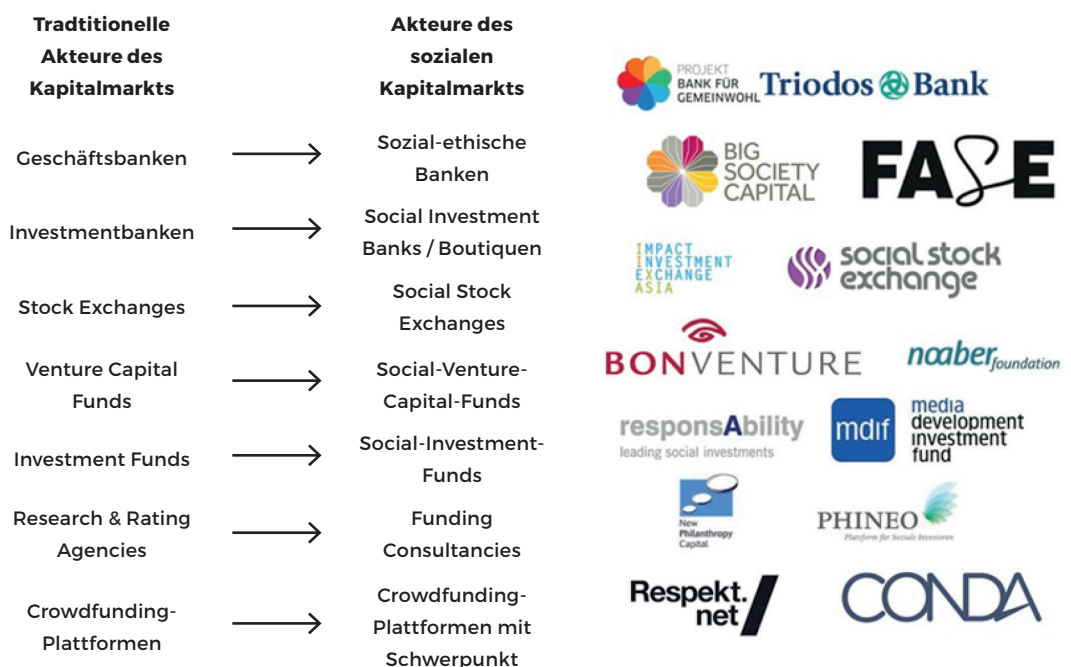 Tradtitionelle
Akteure des
Kapitalmarkts
Akteure des
sozialen
Kapitalmarkts
PROJEKT
BANK FÜR
GEMEINWOHL
Triodos Bank
Geschäftsbanken
Sozial-ethische
Banken
BIG
SOCIETY
CAPITAL
FASE
Investmentbanken
Social Investment
Banks / Boutiquen
IMPACT
INVESTMENT
EXCHANGE
ASIA
social stock
exchange
Stock Exchanges
Social Stock
Exchanges
BONVENTURE
noaber foundation
Venture Capital
Funds
Social-Venture-
Capital-Funds
responsAbility
leading social investments
mdif
media
development
investment
fund
Investment Funds
Social-Investment-
Funds
New
Philanthropy
Capital
PHINEO
Plattform für Soziale Investoren
Research & Rating
Agencies
Funding
Consultancies
Respekt.
net
CONDA
Crowdfunding-
Plattformen
Crowdfunding-
Plattformen mit
Schwerpunkt